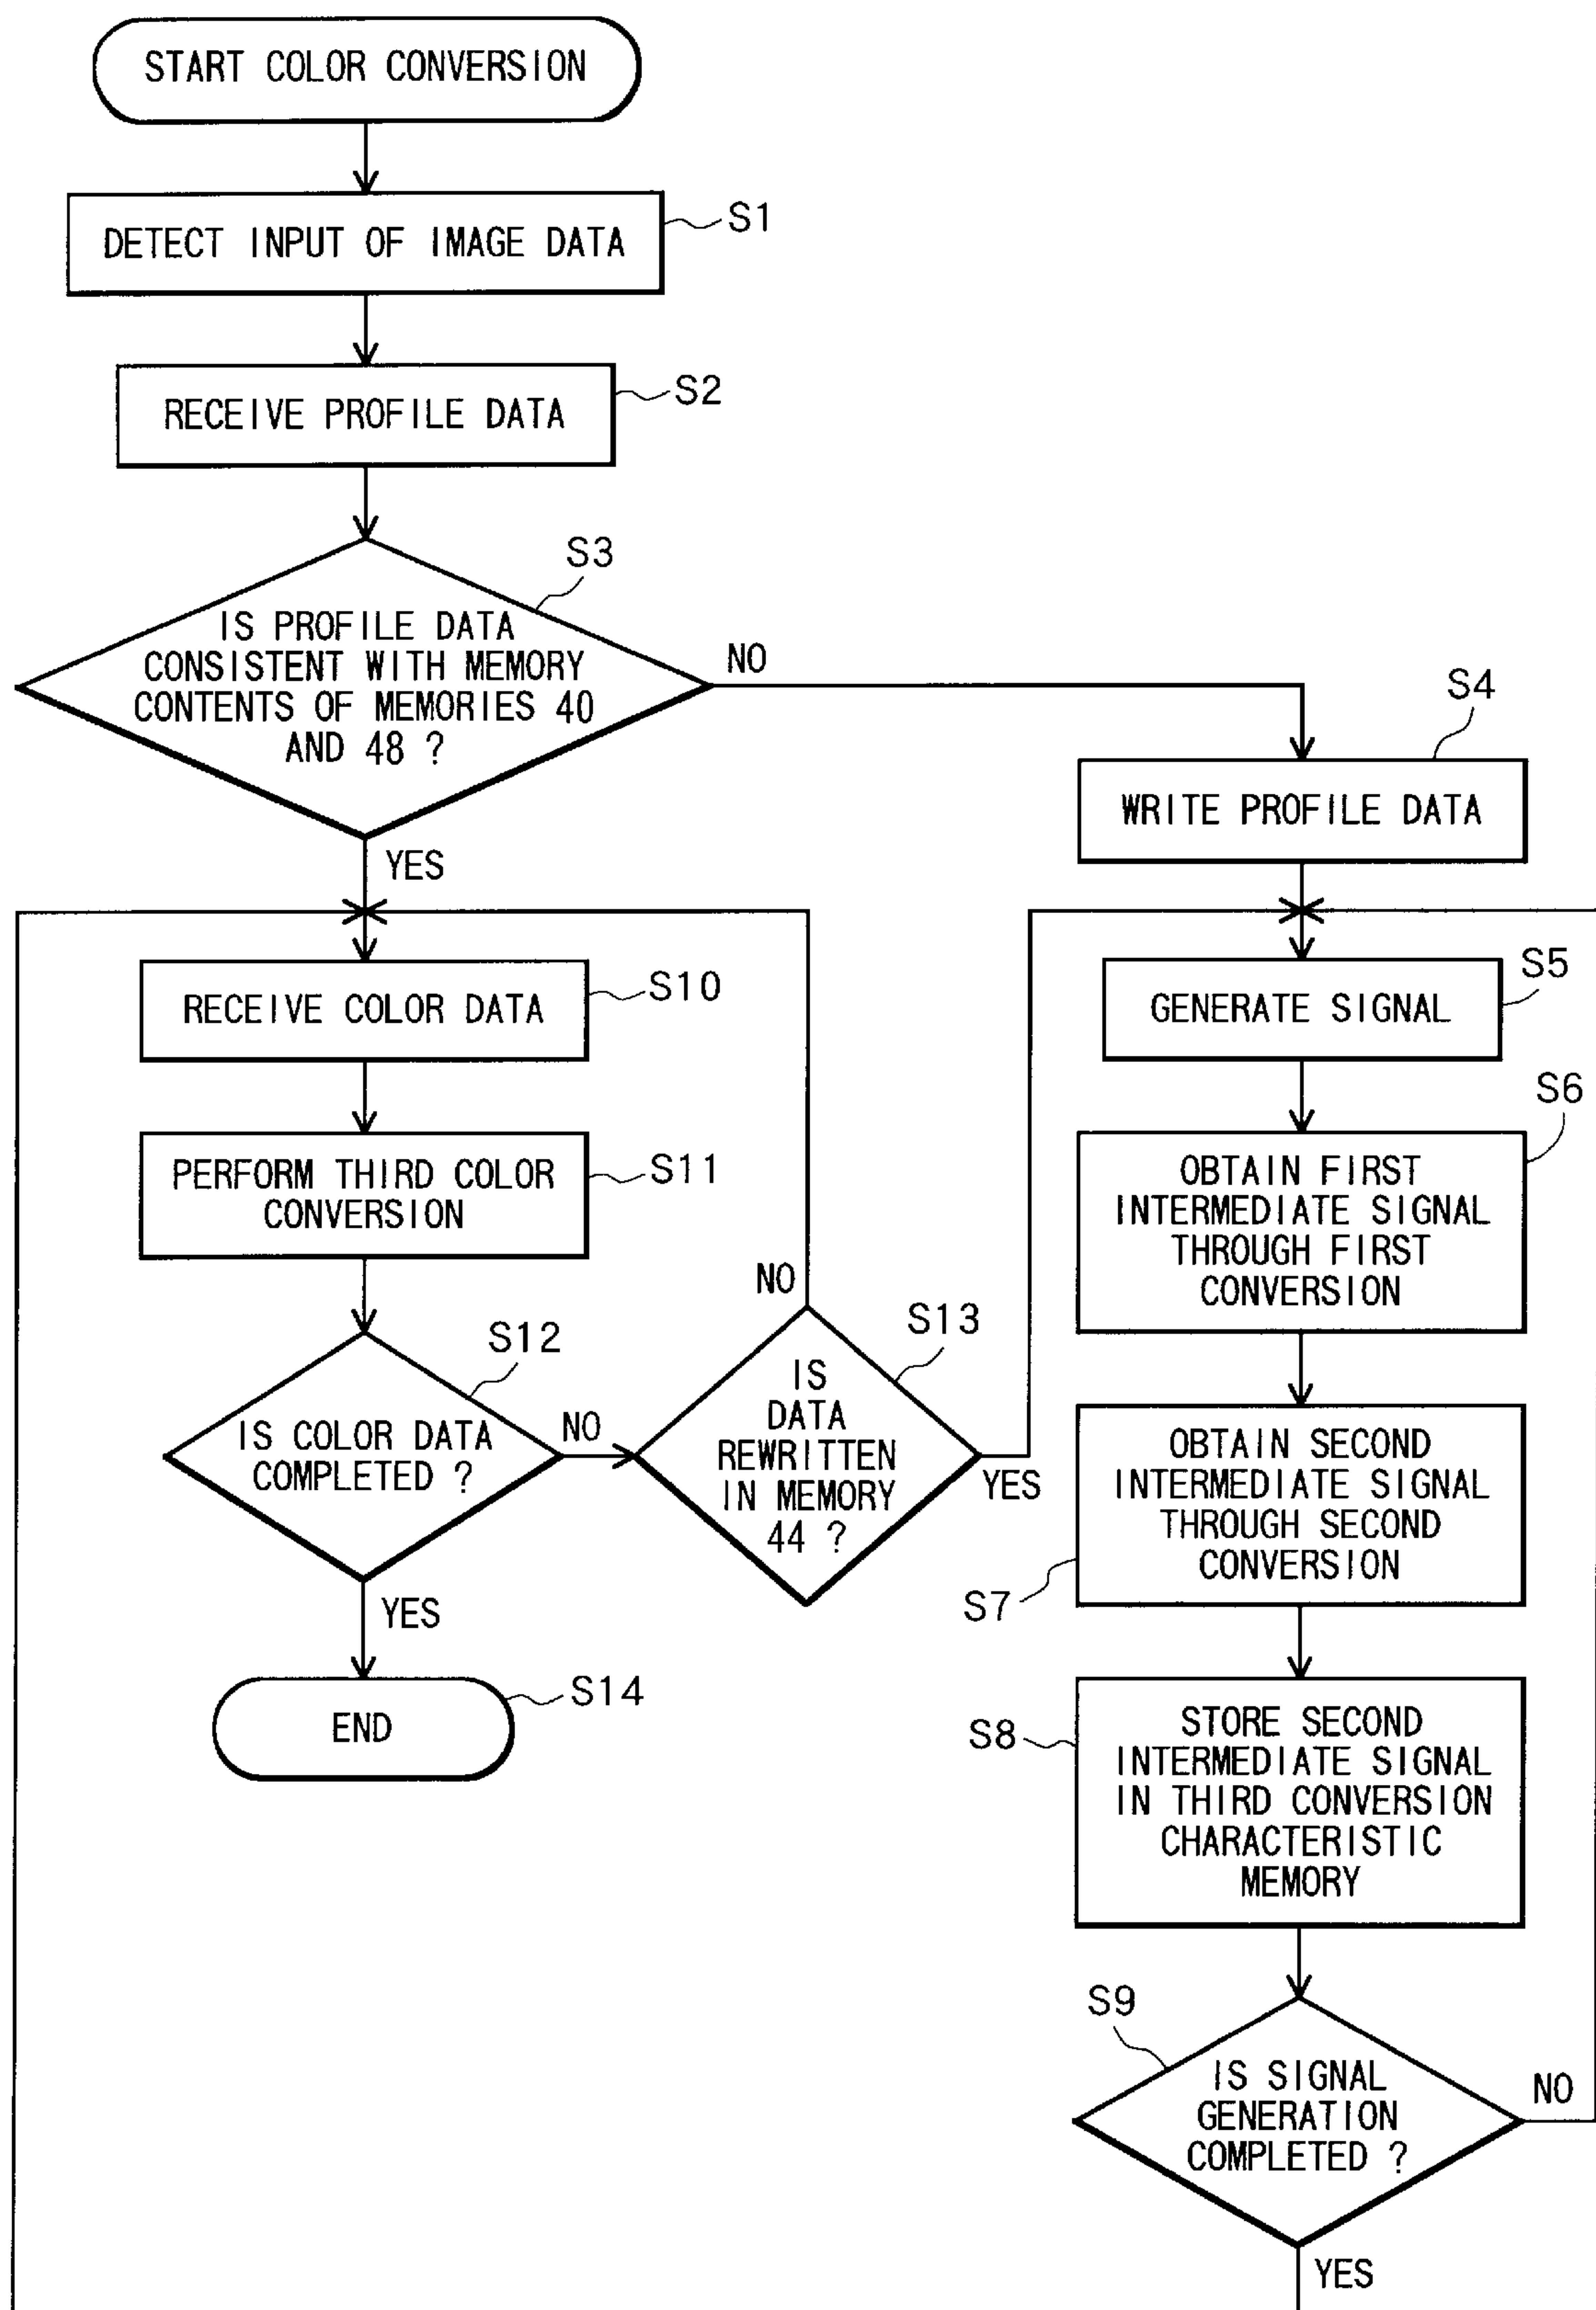 START COLOR CONVERSION
DETECT INPUT OF IMAGE DATA
S1
RECEIVE PROFILE DATA
S2
S3
IS PROFILE DATA
CONSISTENT WITH MEMORY
CONTENTS OF MEMORIES 40
AND 48 ?
NO
YES
S4
WRITE PROFILE DATA
RECEIVE COLOR DATA
S10
S5
GENERATE SIGNAL
PERFORM THIRD COLOR
CONVERSION
S11
S6
OBTAIN FIRST
INTERMEDIATE SIGNAL
THROUGH FIRST
CONVERSION
S12
IS COLOR DATA
COMPLETED ?
NO
YES
NO
S13
IS
DATA
REWRITTEN
IN MEMORY
44 ?
YES
OBTAIN SECOND
INTERMEDIATE SIGNAL
THROUGH SECOND
CONVERSION
S7
END
S14
S8
STORE SECOND
INTERMEDIATE SIGNAL
IN THIRD CONVERSION
CHARACTERISTIC
MEMORY
S9
IS SIGNAL
GENERATION
COMPLETED ?
NO
YES